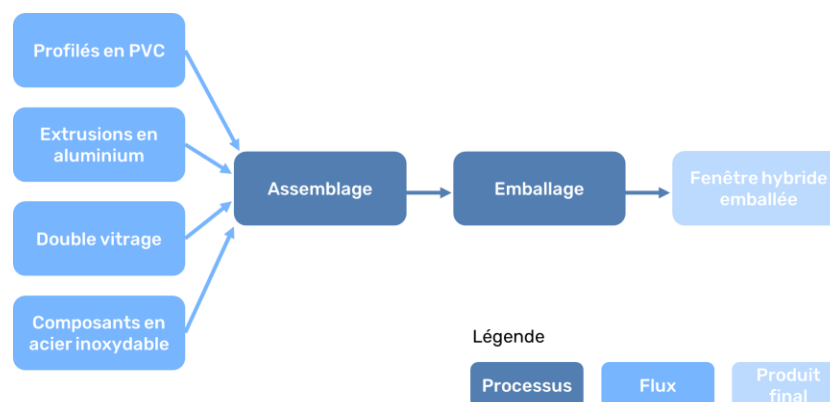 Profilés en PVC
Extrusions en
aluminium
Double vitrage
Composants en
acier inoxydable
Assemblage
Emballage
Fenêtre hybride
emballée
Légende
Processus
Flux
Produit
final